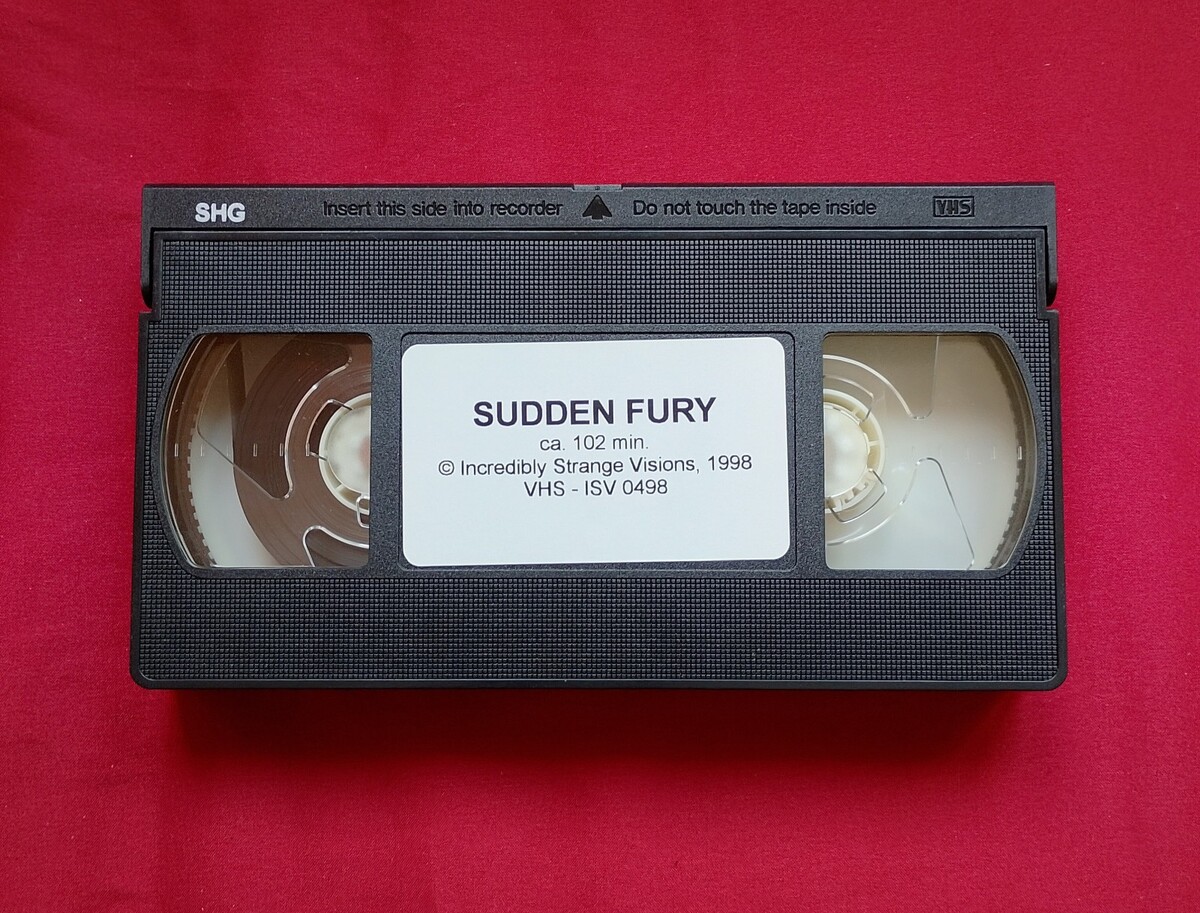 SHG Insert this side into recorder Do not touch the tape inside VHS
SUDDEN FURY
ca. 102 min.
© Incredibly Strange Visions, 1998
VHS - ISV 0498